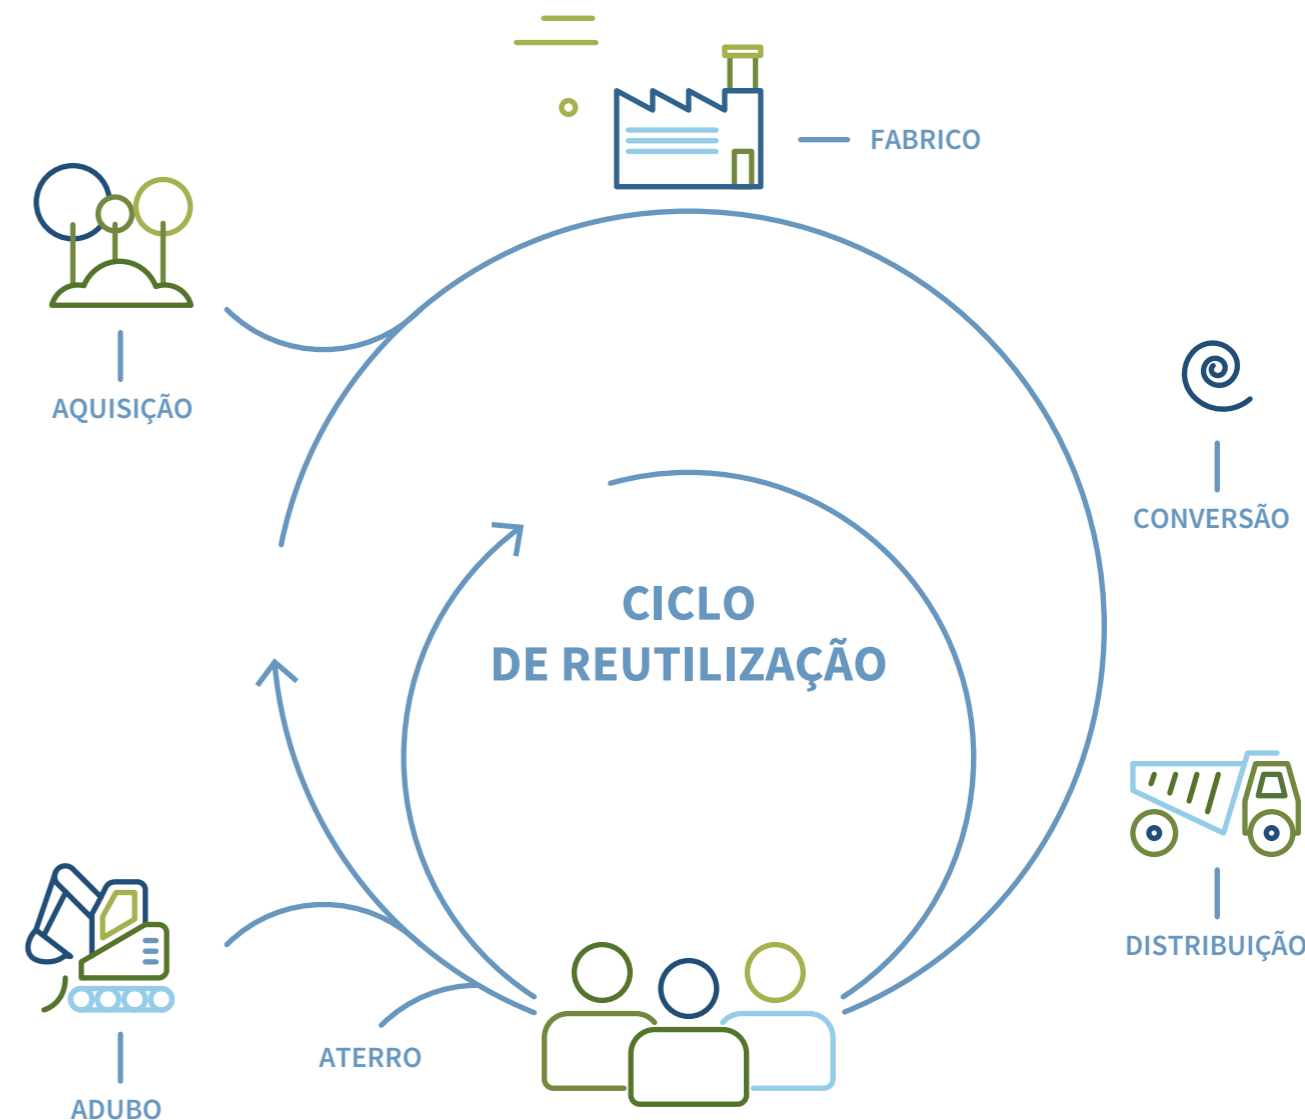 FABRICO
AQUISIÇÃO
CONVERSÃO
CICLO
DE REUTILIZAÇÃO
DISTRIBUIÇÃO
ATERRO
ADUBO